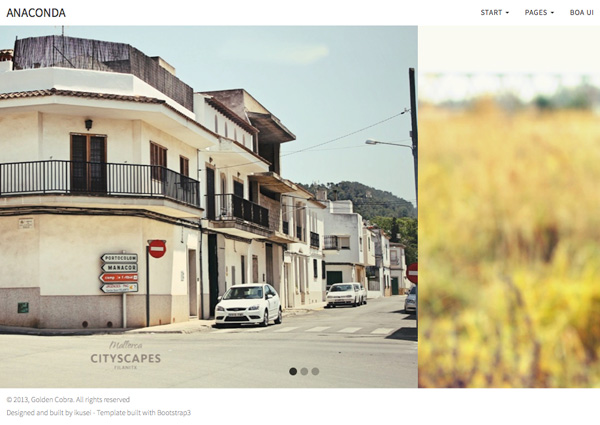 ANACONDA
START PAGES BOA UI
PORTOCOLOM
MANACOR
Mallorca
CITYSCAPES
FELANITX
© 2013, Golden Cobra. All rights reserved
Designed and built by ikusei - Template built with Bootstrap3